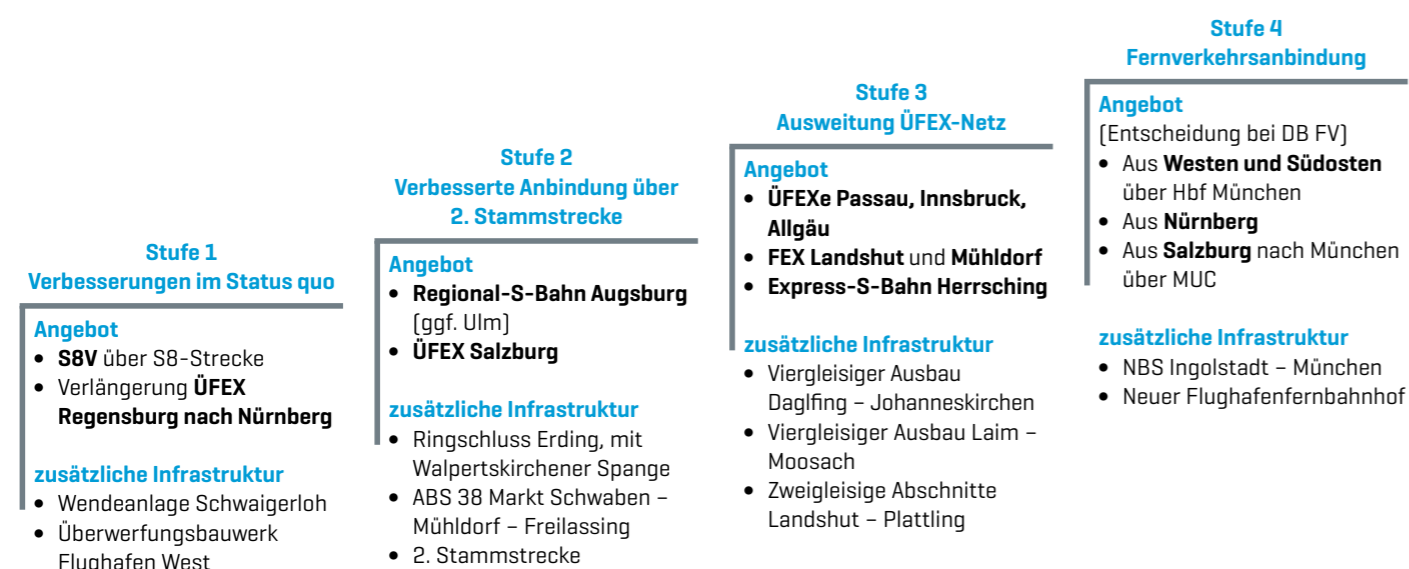 Stufe 1
Verbesserungen im Status quo
Angebot
• S8V über S8-Strecke
• Verlängerung ÜFEX
Regensburg nach Nürnberg
zusätzliche Infrastruktur
• Wendeanlage Schwaigerloh
• Überwerfungsbauwerk
Flughafen West
Stufe 2
Verbesserte Anbindung über
2. Stammstrecke
Angebot
• Regional-S-Bahn Augsburg
(ggf. Ulm)
• ÜFEX Salzburg
zusätzliche Infrastruktur
• Ringschluss Erding, mit
Walpertskirchener Spange
• ABS 38 Markt Schwaben –
Mühldorf – Freilassing
• 2. Stammstrecke
Stufe 3
Ausweitung ÜFEX-Netz
Angebot
• ÜFEXe Passau, Innsbruck,
Allgäu
• FEX Landshut und Mühldorf
• Express-S-Bahn Herrsching
zusätzliche Infrastruktur
• Viergleisiger Ausbau
Daglfing – Johanneskirchen
• Viergleisiger Ausbau Laim –
Moosach
• Zweigleisige Abschnitte
Landshut – Plattling
Stufe 4
Fernverkehrsanbindung
Angebot
(Entscheidung bei DB FV)
• Aus Westen und Südosten
über Hbf München
• Aus Nürnberg
• Aus Salzburg nach München
über MUC
zusätzliche Infrastruktur
• NBS Ingolstadt – München
• Neuer Flughafenfernbahnhof